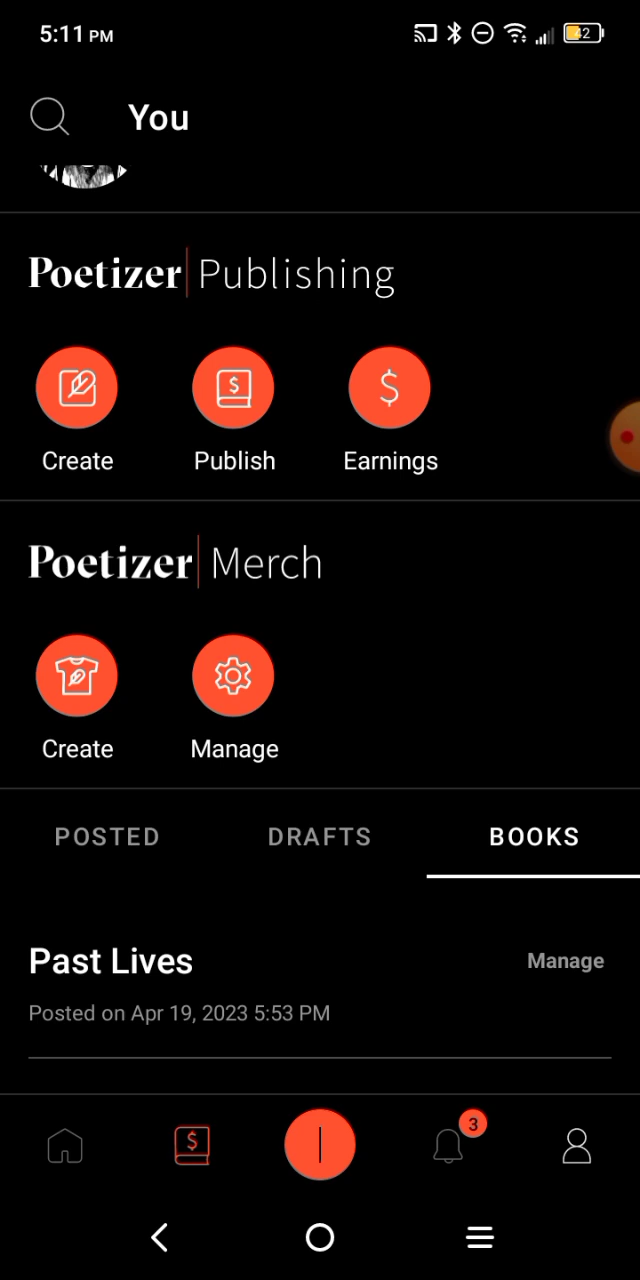 5:11 PM
42
You
Poetizer Publishing
$
$
Create
Publish
Earnings
Poetizer Merch
Create
Manage
POSTED
DRAFTS
BOOKS
Past Lives
Manage
Posted on Apr 19, 2023 5:53 PM
$
3